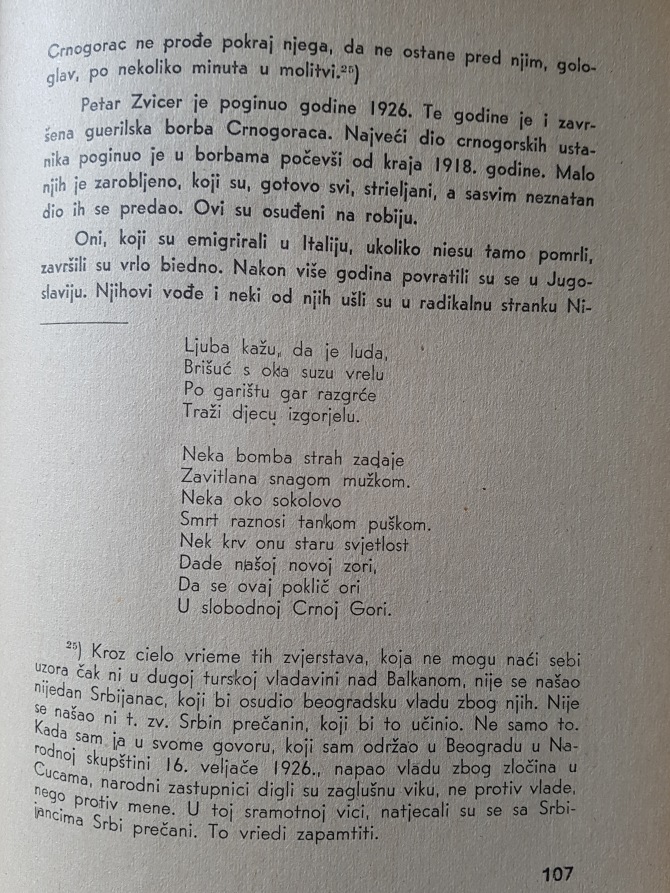 Crnogorac ne prođe pokraj njega, da ne ostane pred njim, golo-
glav, po nekoliko minuta u molitvi.²⁵)
Petar Zvicer je poginuo godine 1926. Te godine je i zavr-
šena guerilska borba Crnogoraca. Najveći dio crnogorskih usta-
nika poginuo je u borbama počevši od kraja 1918. godine. Malo
njih je zarobljeno, koji su, gotovo svi, strieljani, a sasvim neznatan
dio ih se predao. Ovi su osuđeni na robiju.
Oni, koji su emigrirali u Italiju, ukoliko niesu tamo pomrli,
završili su vrlo biedno. Nakon više godina povratili su se u Jugo-
slaviju. Njihovi vođe i neki od njih ušli su u radikalnu stranku Ni-
Ljuba kažu, da je luda,
Brišuć s oka suzu vrelu
Po garištu gar razgrće
Traži djecu izgorjelu.
Neka bomba strah zadaje
Zavitlana snagom mužkom.
Neka oko sokolovo
Smrt raznosi tankom puškom.
Nek krv onu staru svjetlost
Dade našoj novoj zori,
Da se ovaj poklič ori
U slobodnoj Crnoj Gori.
²⁵) Kroz cielo vrieme tih zvjerstava, koja ne mogu naći sebi
uzora čak ni u dugoj turskoj vladavini nad Balkanom, nije se našao
nijedan Srbijanac, koji bi osudio beogradsku vladu zbog njih. Nije
se našao ni t. zv. Srbin prečanin, koji bi to učinio. Ne samo to.
Kada sam ja u svome govoru, koji sam održao u Beogradu u Na-
rodnoj skupštini 16. veljače 1926., napao vladu zbog zločina u
Cucama, narodni zastupnici digli su zaglušnu viku, ne protiv vlade,
nego protiv mene. U toj sramotnoj vici, natjecali su se sa Srbi-
jancima Srbi prečani. To vriedi zapamtiti.
107